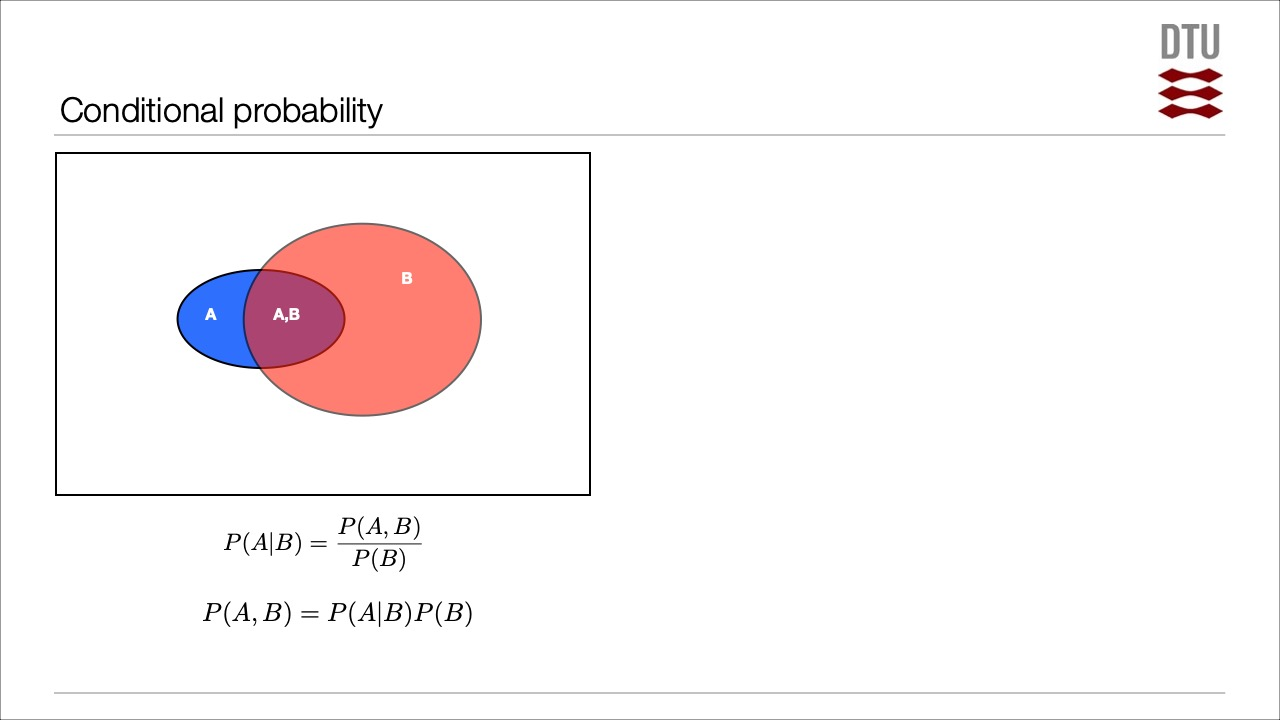 DTU
Conditional probability
A
A,B
B
P(A|B) = P(A, B) / P(B)
P(A, B) = P(A|B)P(B)